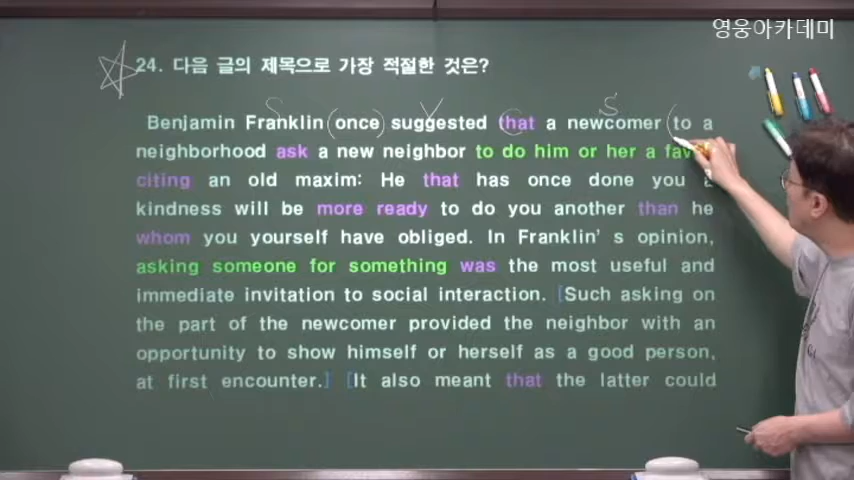 영웅아카데미
24. 다음 글의 제목으로 가장 적절한 것은?
S V C S
Benjamin Franklin (once) suggested that a newcomer (to a
neighborhood ask a new neighbor to do him or her a fav
citing an old maxim: He that has once done you a
kindness will be more ready to do you another than he
whom you yourself have obliged. In Franklin's opinion,
asking someone for something was the most useful and
immediate invitation to social interaction. [Such asking on
the part of the newcomer provided the neighbor with an
opportunity to show himself or herself as a good person,
at first encounter.] [It also meant that the latter could